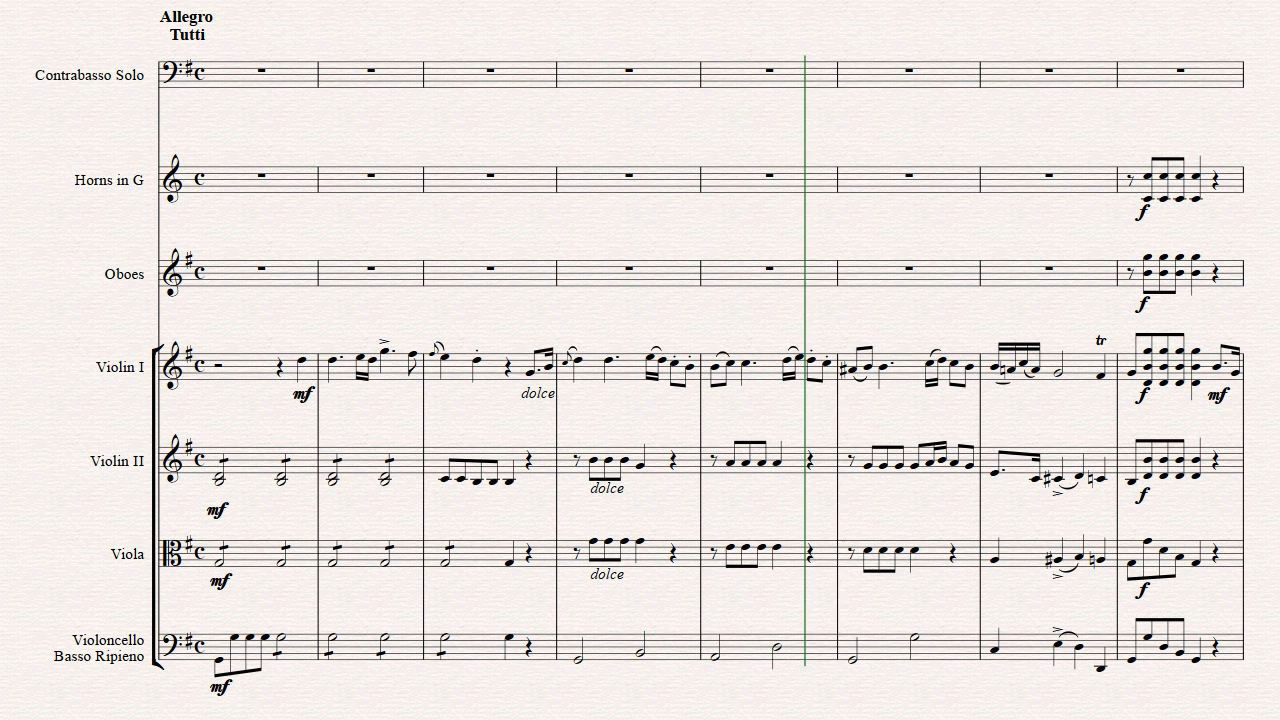 Allegro
Tutti
Contrabasso Solo
Horns in G
f
Oboes
f
Violin I
tr
mf
dolce
f
mf
Violin II
dolce
mf
f
Viola
mf
dolce
f
Violoncello
Basso Ripieno
mf